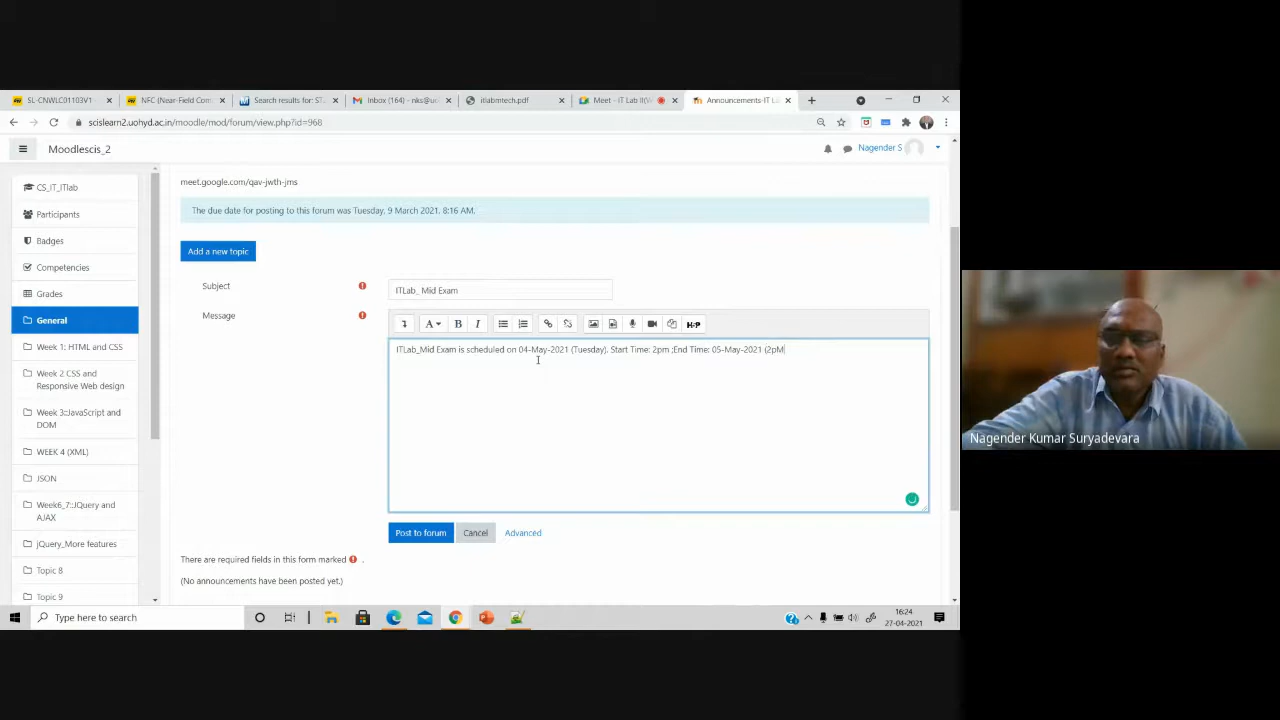 SL-CNWLC01103V1
NFC (Near-Field Con
Search results for: ST
Inbox (164) - nks@uo
itlabmtech.pdf
Meet – IT Lab II(W
Announcements-IT La
scislearn2.uohyd.ac.in/moodle/mod/forum/view.php?id=968
Moodlescis_2
Nagender S
CS_IT_ITlab
Participants
Badges
Competencies
Grades
General
Week 1: HTML and CSS
Week 2 CSS and
Responsive Web design
Week 3::JavaScript and
DOM
WEEK 4 (XML)
JSON
Week6_7::JQuery and
AJAX
jQuery_More features
Topic 8
Topic 9
meet.google.com/qav-jwth-jms
The due date for posting to this forum was Tuesday, 9 March 2021, 8:16 AM.
Add a new topic
Subject
ITLab_ Mid Exam
Message
A
B
I
H-P
ITLab_Mid Exam is scheduled on 04-May-2021 (Tuesday). Start Time: 2pm ;End Time: 05-May-2021 (2pM
Post to forum
Cancel
Advanced
There are required fields in this form marked .
(No announcements have been posted yet.)
Type here to search
16:24
27-04-2021
Nagender Kumar Suryadevara